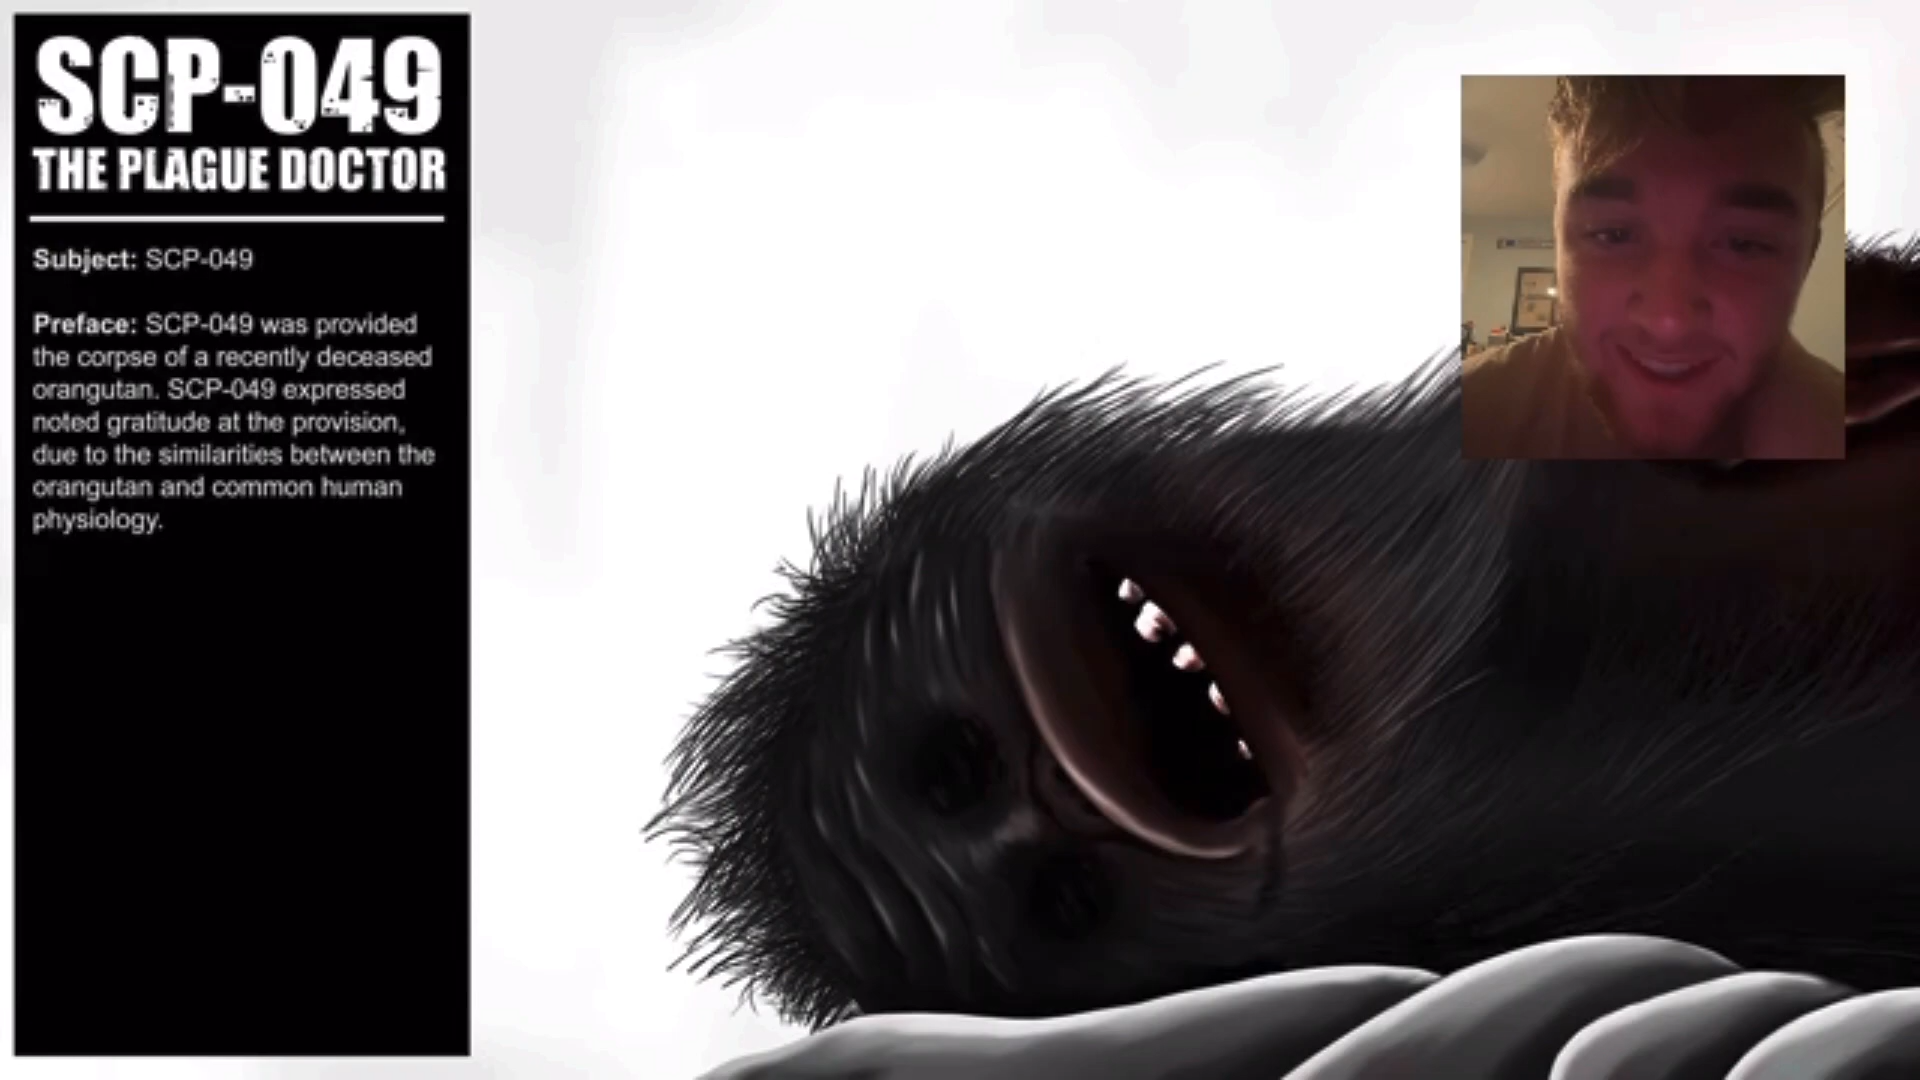 SCP-049
THE PLAGUE DOCTOR
Subject: SCP-049
Preface: SCP-049 was provided
the corpse of a recently deceased
orangutan. SCP-049 expressed
noted gratitude at the provision,
due to the similarities between the
orangutan and common human
physiology.